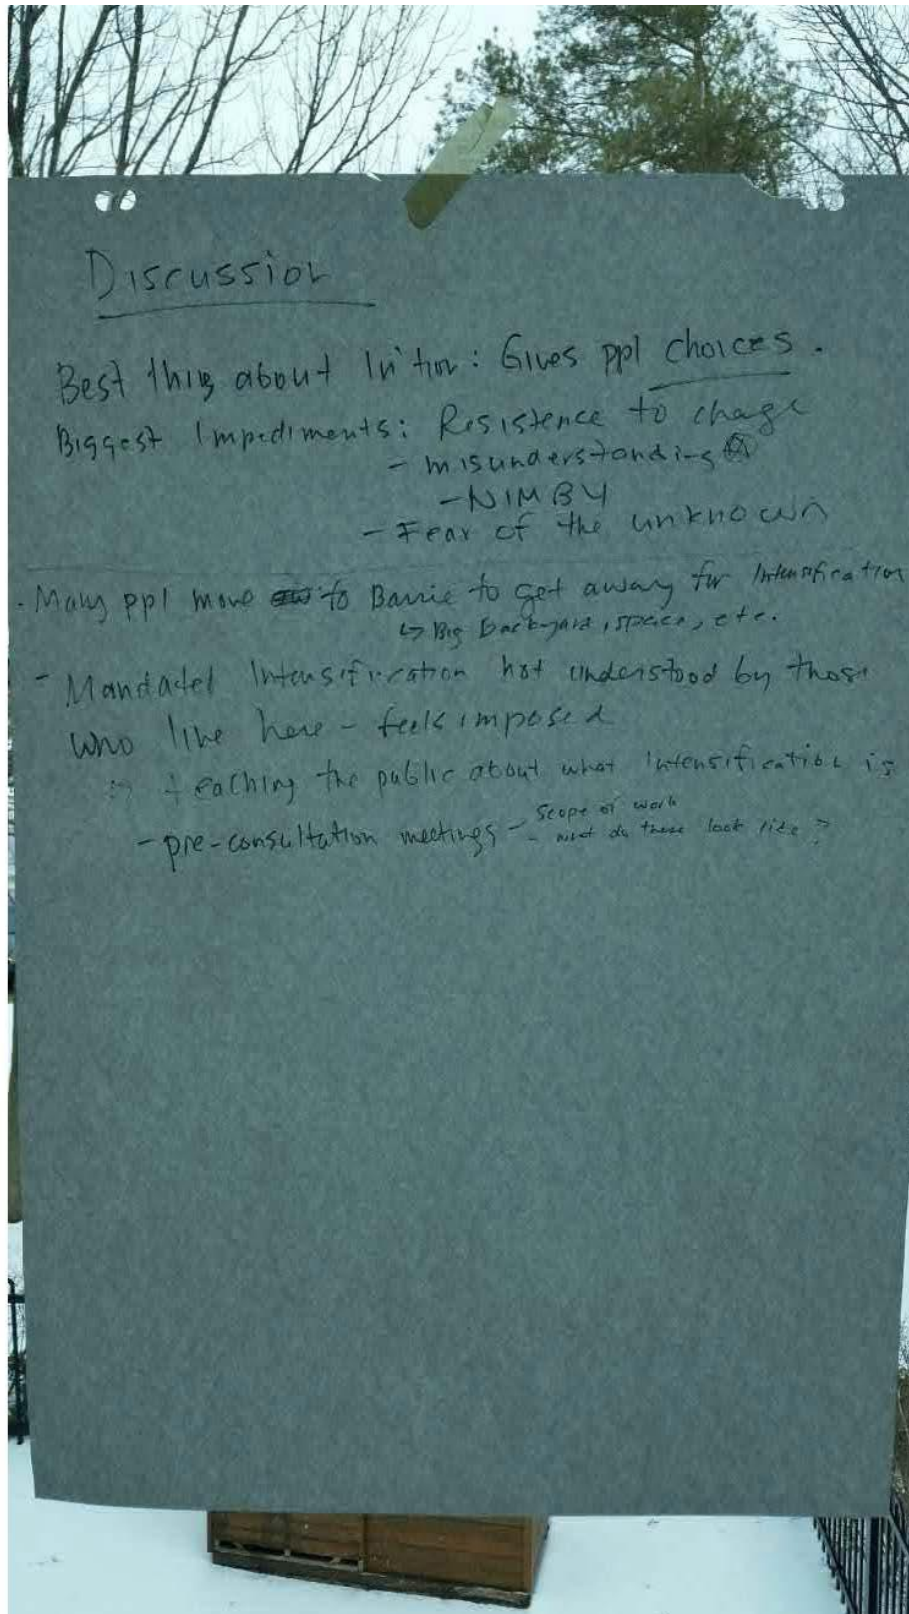 Discussion
Best thing about In'tion: Gives ppl choices.
Biggest Impediments: Resistence to change
- misunderstanding
- NIMBY
- Fear of the unknown
- Many ppl move to Barrie to get away for Intensification
↳ Big backyard, space, etc.
- Mandated Intensification not understood by those
who live here - feels imposed
teaching the public about what Intensification is
- pre-consultation meetings - Scope of work
- what do these look like?